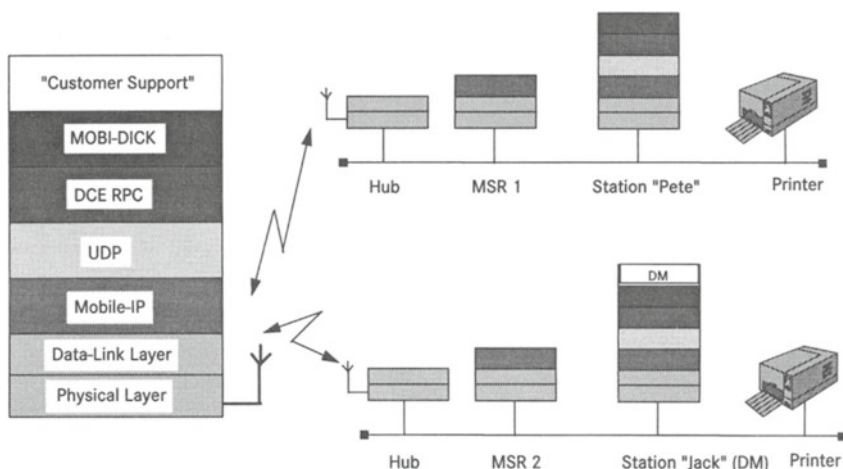 "Customer Support"
MOBI-DICK
DCE RPC
UDP
Mobile-IP
Data-Link Layer
Physical Layer
Hub
MSR 1
Station "Pete"
Printer
DM
Hub
MSR 2
Station "Jack" (DM)
Printer